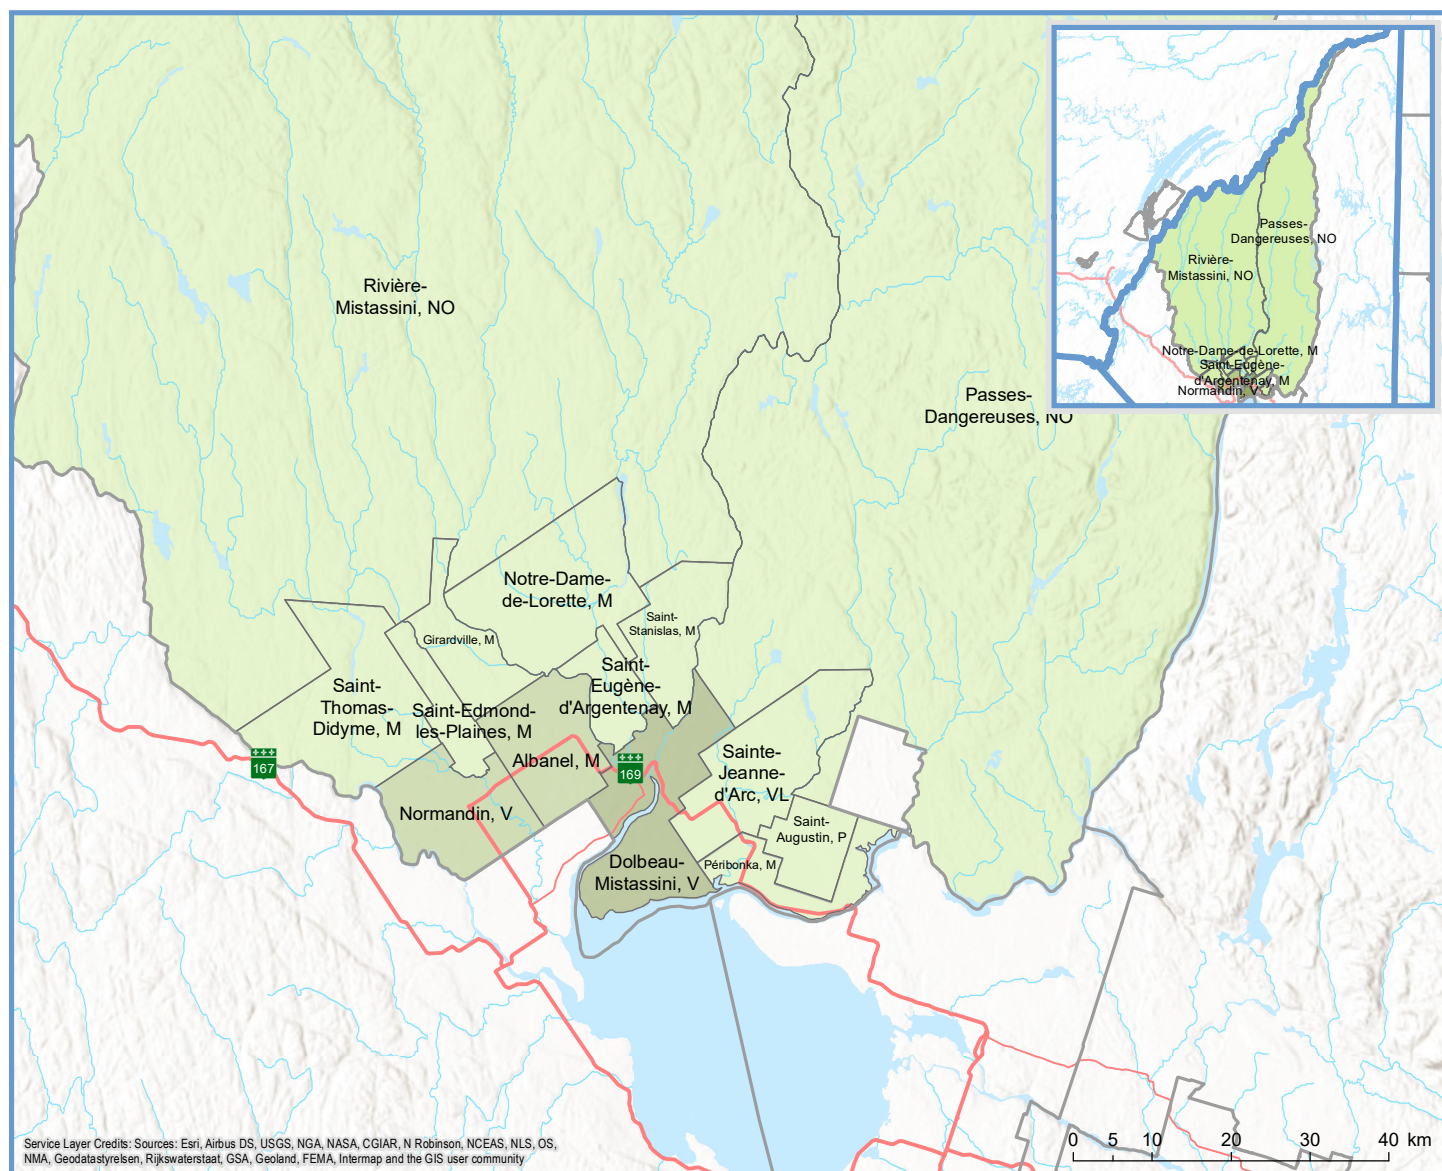 Rivière-
Mistassini, NO
Passes-
Dangereuses, NO
Notre-Dame-
de-Lorette, M
Girardville, M
Saint-
Stanislas, M
Saint-
Eugène-
d'Argentenay, M
Saint-
Thomas-
Didyme, M
Saint-Edmond-
les-Plaines, M
Albanel, M
Normandin, V
Sainte-
Jeanne-
d'Arc, VL
Saint-
Augustin, P
Péribonka, M
Dolbeau-
Mistassini, V
167
169
Passes-
Dangereuses, NO
Rivière-
Mistassini, NO
Notre-Dame-de-Lorette, M
Saint-Eugène-
d'Argentenay, M
Normandin, V
Service Layer Credits: Sources: Esri, Airbus DS, USGS, NGA, NASA, CGIAR, N Robinson, NCEAS, NLS, OS,
NMA, Geodatastyrelsen, Rijkswaterstaat, GSA, Geoland, FEMA, Intermap and the GIS user community
0 5 10 20 30 40 km